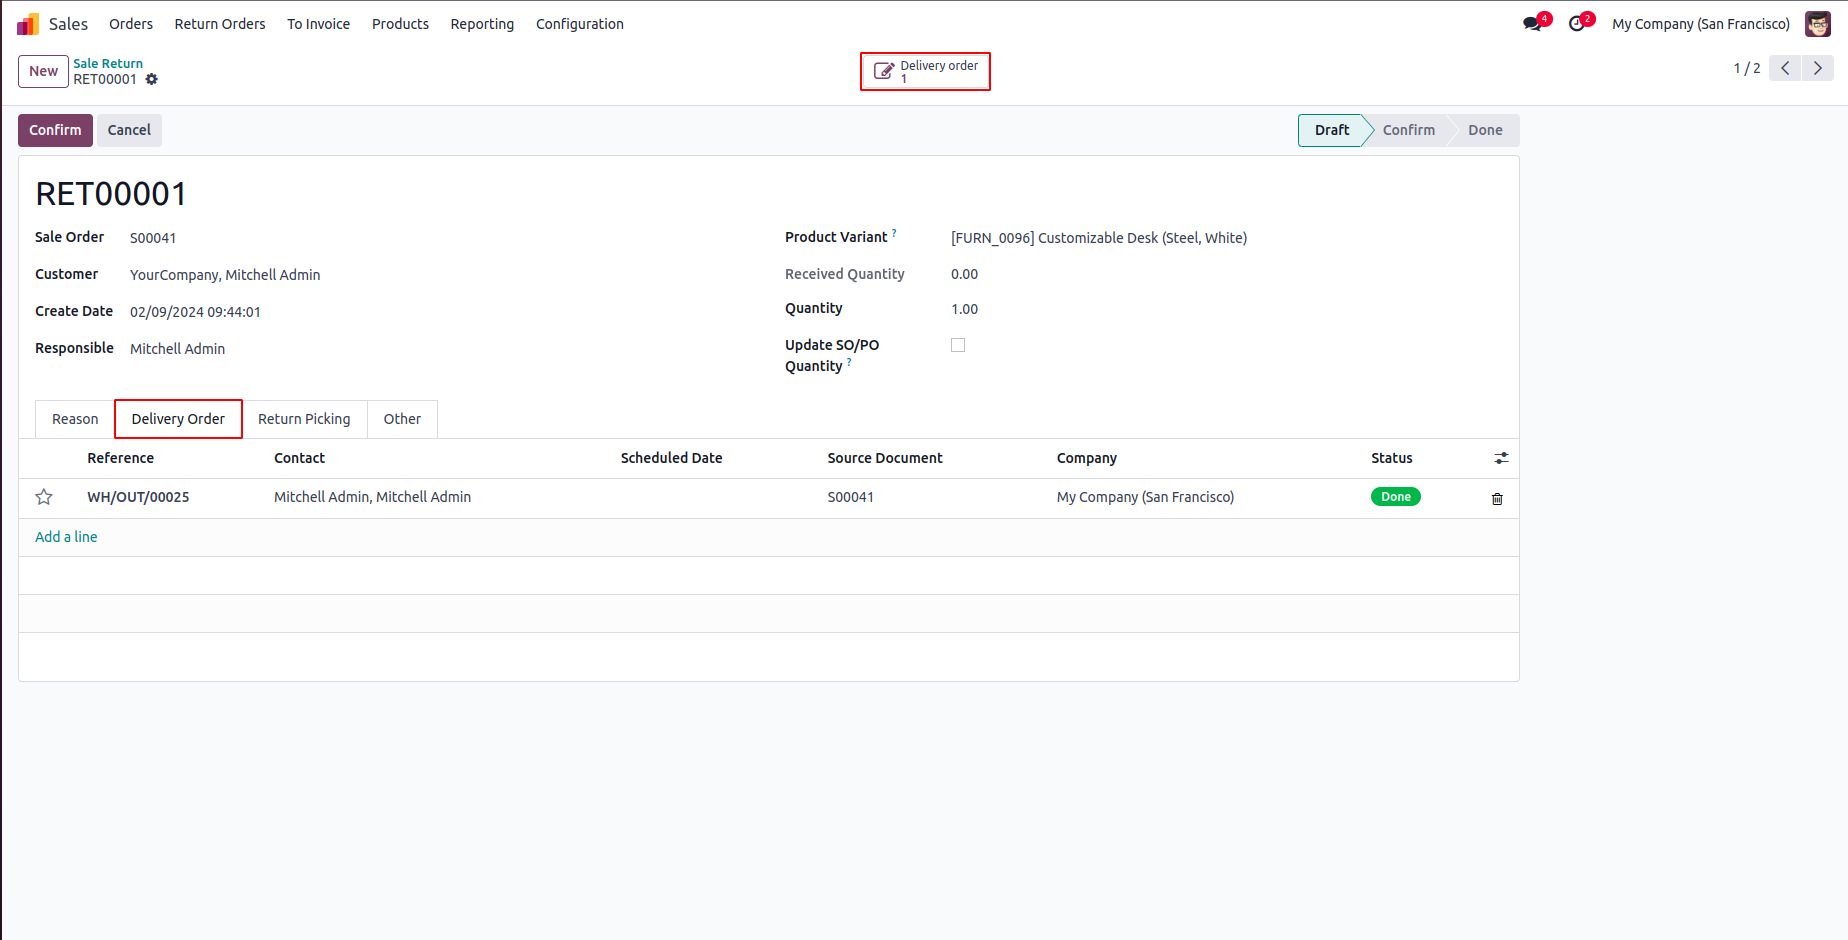 Sales Orders Return Orders To Invoice Products Reporting Configuration 4 2 My Company (San Francisco)
New Sale Return
RET00001
Delivery order
1
1 / 2
Confirm Cancel Draft Confirm Done
RET00001
Sale Order S00041
Customer YourCompany, Mitchell Admin
Create Date 02/09/2024 09:44:01
Responsible Mitchell Admin
Product Variant ? [FURN_0096] Customizable Desk (Steel, White)
Received Quantity 0.00
Quantity 1.00
Update SO/PO
Quantity ?
Reason Delivery Order Return Picking Other
Reference Contact Scheduled Date Source Document Company Status
WH/OUT/00025 Mitchell Admin, Mitchell Admin S00041 My Company (San Francisco) Done
Add a line